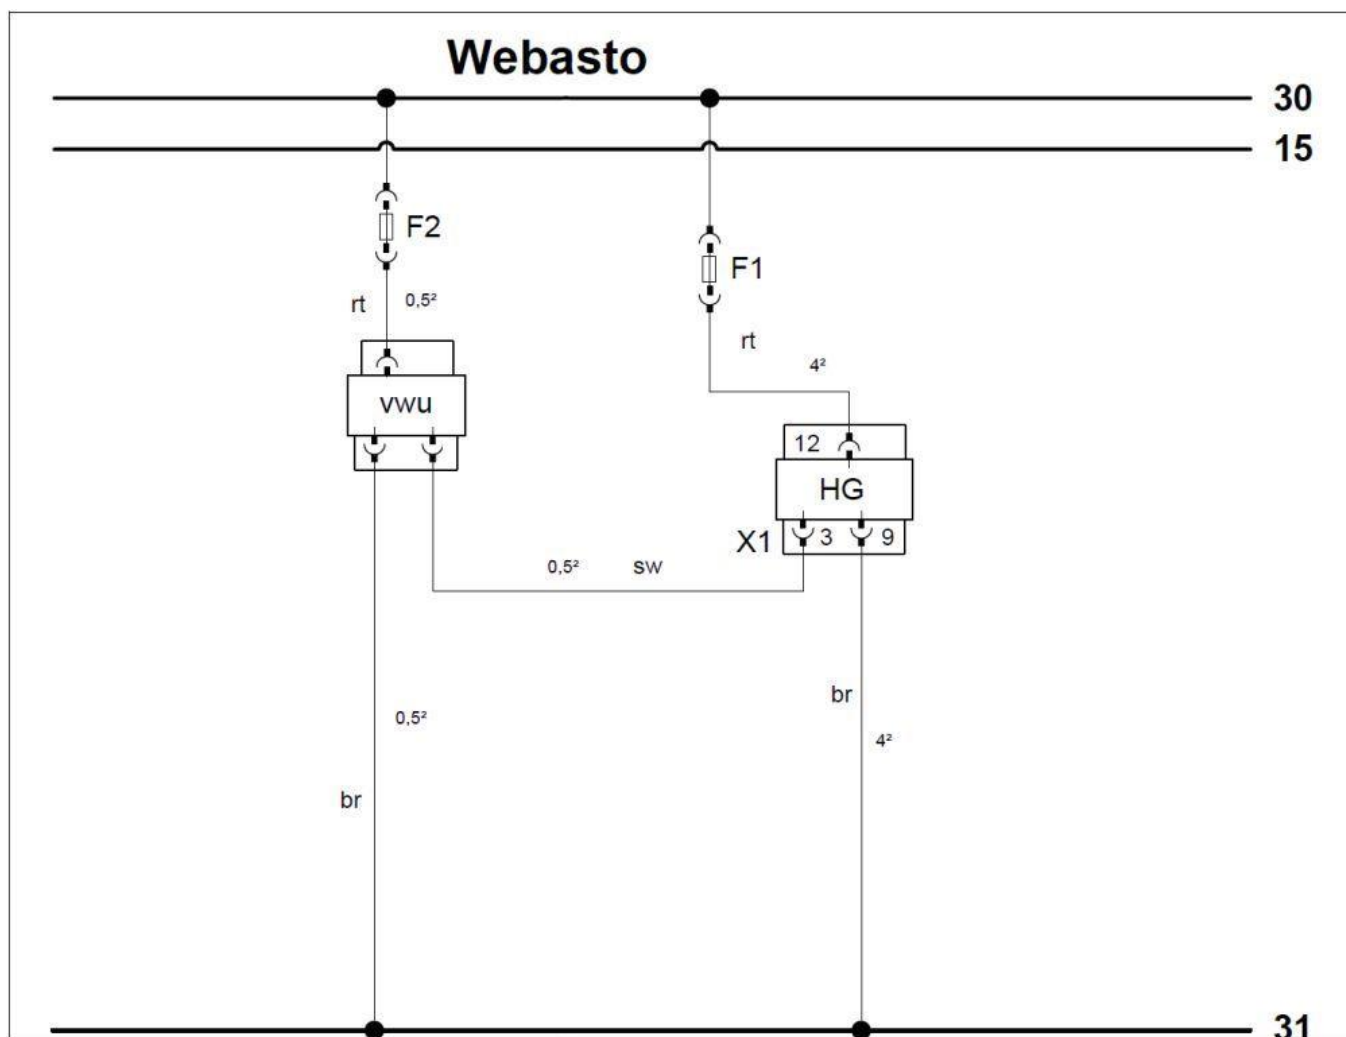 Webasto
30
15
F2
F1
rt 0,5²
rt
4²
vwu
12
HG
X1 3 9
0,5² sw
br
0,5²
4²
br
31